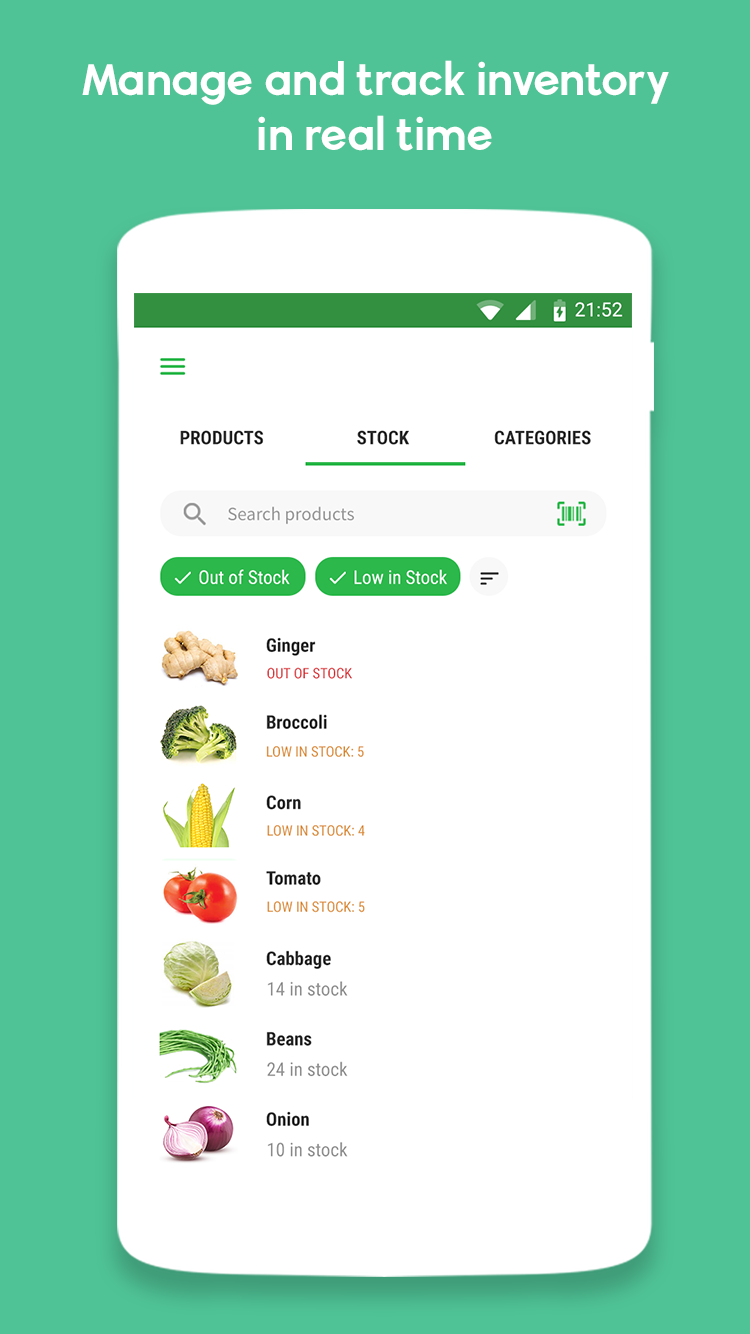 Manage and track inventory
in real time
21:52
PRODUCTS STOCK CATEGORIES
Search products
Out of Stock Low in Stock
Ginger
OUT OF STOCK
Broccoli
LOW IN STOCK: 5
Corn
LOW IN STOCK: 4
Tomato
LOW IN STOCK: 5
Cabbage
14 in stock
Beans
24 in stock
Onion
10 in stock